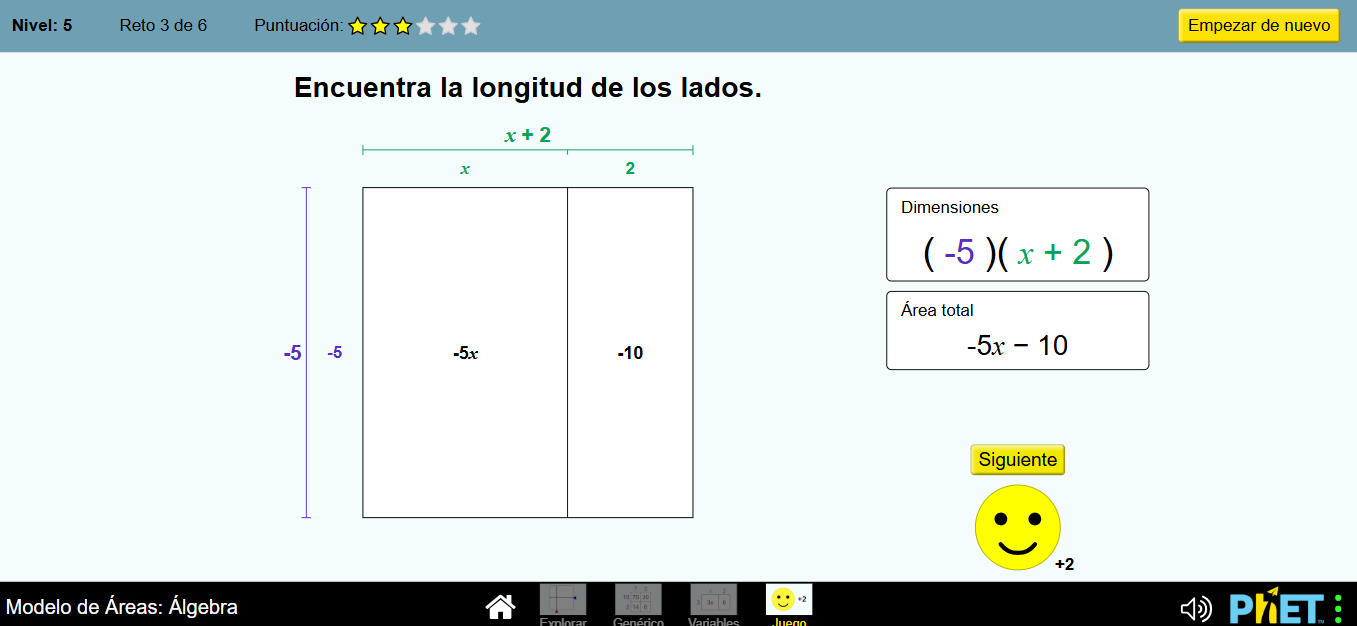 Nivel: 5 Reto 3 de 6 Puntuación: Empezar de nuevo
Encuentra la longitud de los lados.
x + 2
x 2
Dimensiones
( -5 )( x + 2 )
Área total
-5x − 10
-5 -5 -5x -10
Siguiente
+2
Modelo de Áreas: Álgebra
Explorar Genérico Variables Juego
+2
PhET